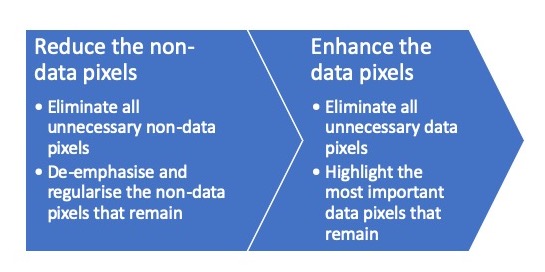 Reduce the non-
data pixels
• Eliminate all
unnecessary non-data
pixels
• De-emphasise and
regularise the non-data
pixels that remain
Enhance the
data pixels
• Eliminate all
unnecessary data
pixels
• Highlight the
most important
data pixels that
remain